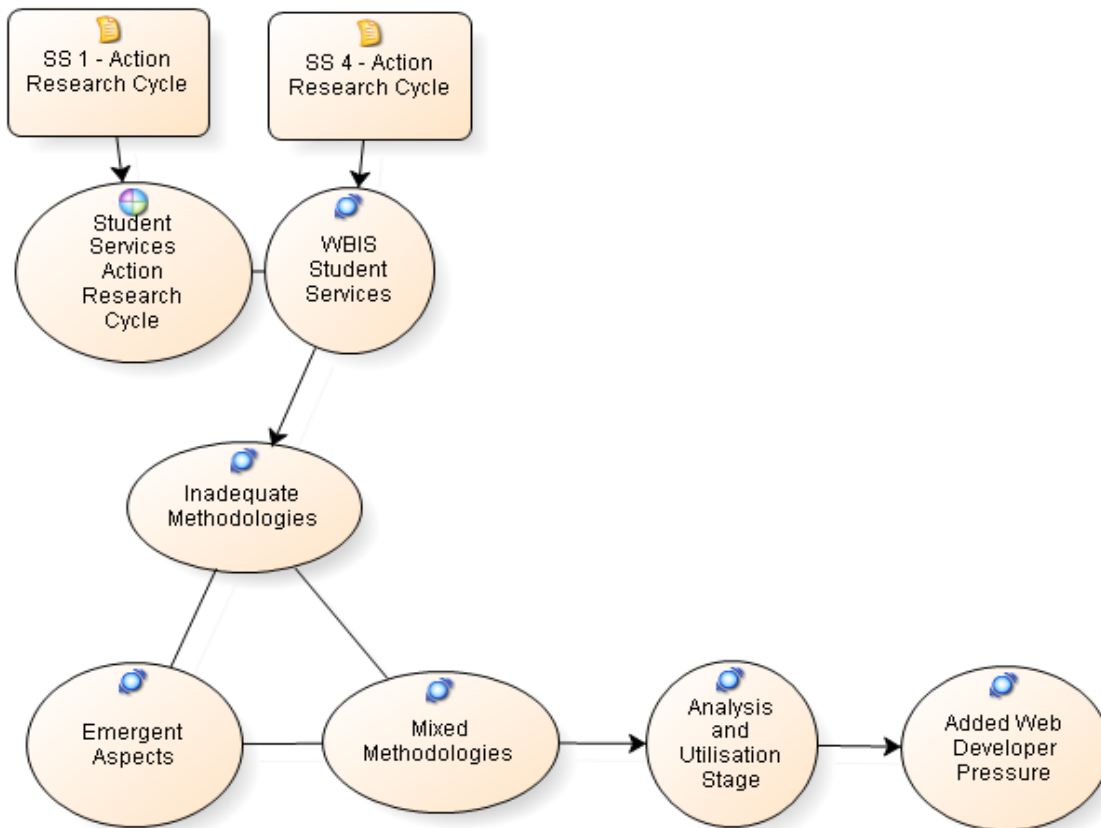 SS 1 - Action
Research Cycle
SS 4 - Action
Research Cycle
Student
Services
Action
Research
Cycle
WBIS
Student
Services
Inadequate
Methodologies
Emergent
Aspects
Mixed
Methodologies
Analysis
and
Utilisation
Stage
Added Web
Developer
Pressure